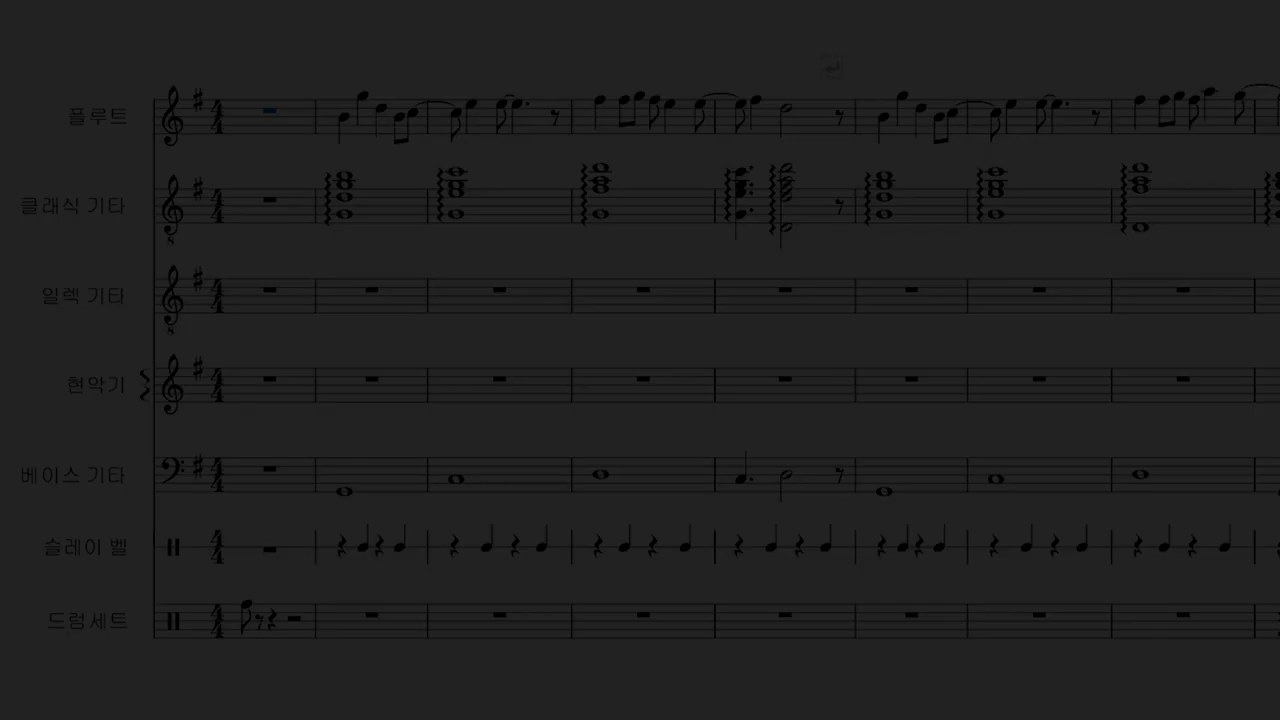 플루트
클래식 기타
일렉 기타
현악기
베이스 기타
슬레이 벨
드럼세트